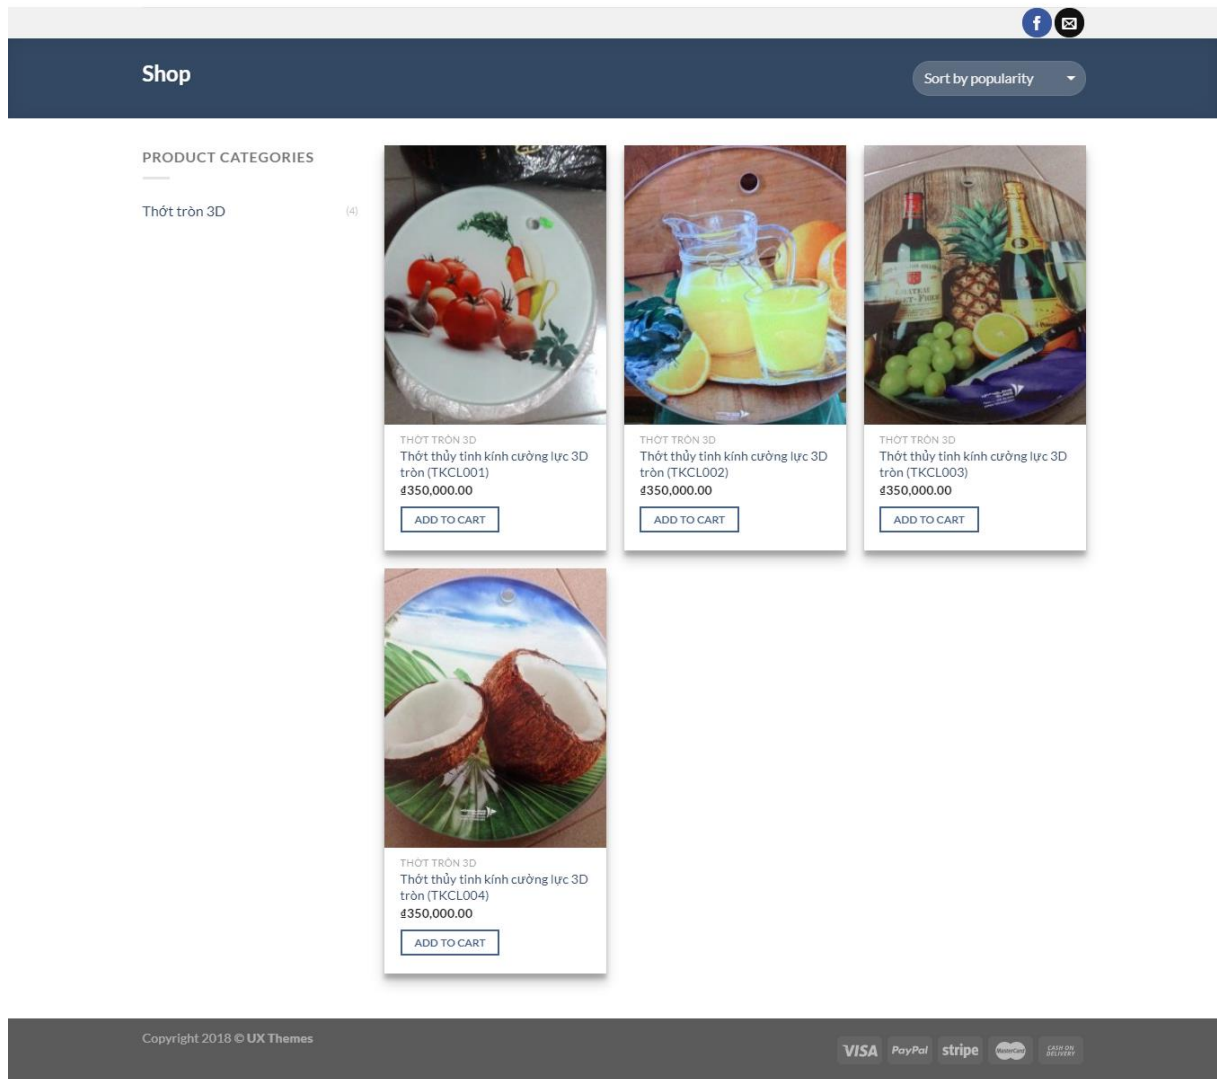 Shop
Sort by popularity
PRODUCT CATEGORIES
Thớt tròn 3D (4)
THỚT TRÒN 3D
Thớt thủy tinh kính cường lực 3D
tròn (TKCL001)
₫350,000.00
ADD TO CART
THỚT TRÒN 3D
Thớt thủy tinh kính cường lực 3D
tròn (TKCL002)
₫350,000.00
ADD TO CART
THỚT TRÒN 3D
Thớt thủy tinh kính cường lực 3D
tròn (TKCL003)
₫350,000.00
ADD TO CART
THỚT TRÒN 3D
Thớt thủy tinh kính cường lực 3D
tròn (TKCL004)
₫350,000.00
ADD TO CART
Copyright 2018 © UX Themes
VISA PayPal stripe MasterCard CASH ON
DELIVERY